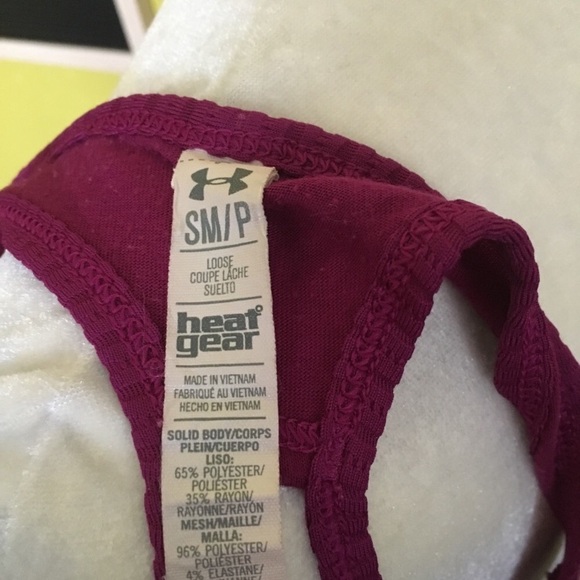 SM/P
LOOSE
COUPE LÂCHE
SUELTO
heat
gear
MADE IN VIETNAM
FABRIQUÉ AU VIETNAM
HECHO EN VIETNAM
SOLID BODY/CORPS
PLEIN/CUERPO
LISO:
65% POLYESTER/
POLIÉSTER
35% RAYON/
RAYONNE/RAYÓN
MESH/MAILLE/
MALLA:
96% POLYESTER/
POLIÉSTER
4% ELASTANE/